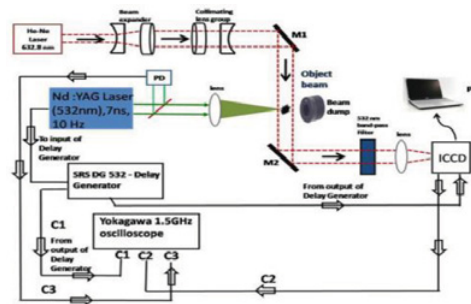 He-Ne
Laser
632.8 nm
Beam
expander
Collimating
lens group
M1
PD
Nd :YAG Laser
(532nm),7ns,
10 Hz
lens
Object
beam
Beam
dump
To input of
Delay
Generator
M2
532 nm
band-pass
Filter
lens
ICCD
P
SRS DG 532 - Delay
Generator
From output of
Delay Generator
C1
From
output of
Delay
Generator
Yokagawa 1.5GHz
oscilloscope
C1
C2
C3
C3
C2